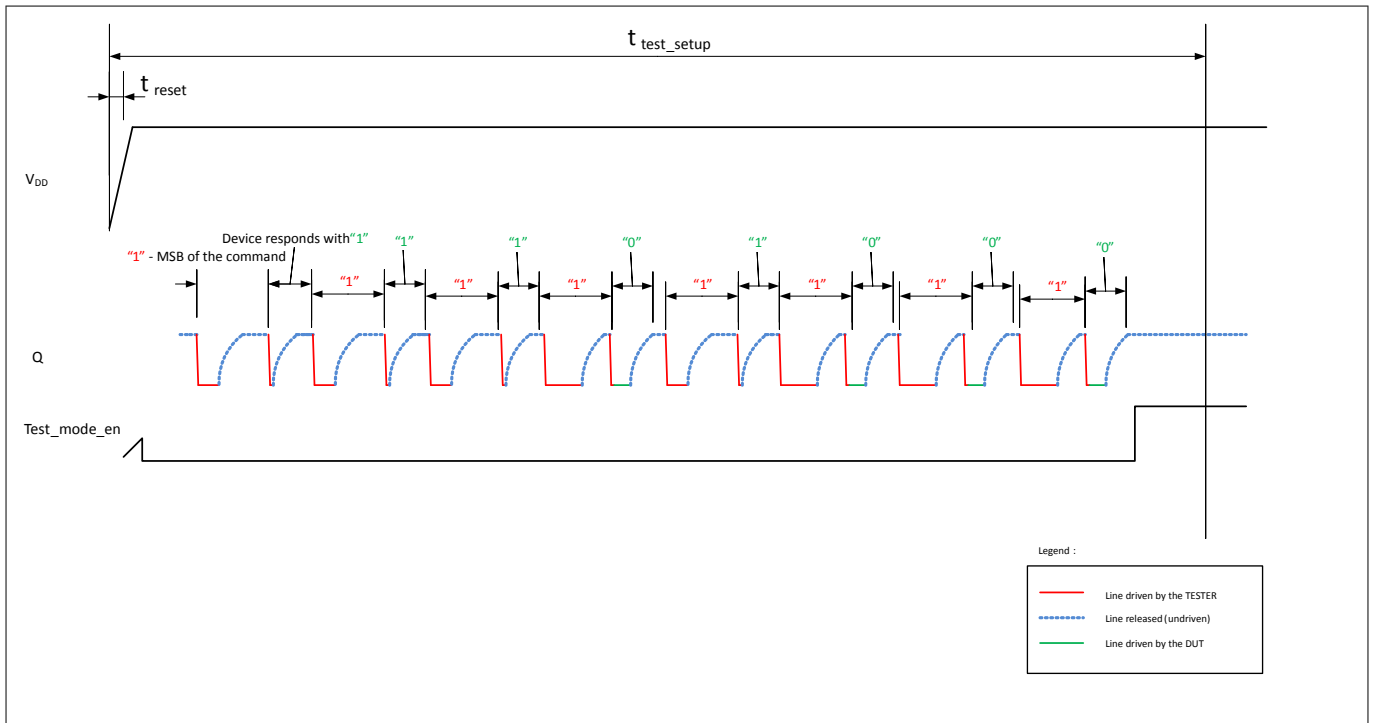 t test_setup
t reset
V_DD
Device responds with “1”
“1” - MSB of the command
“1”
“1”
“1”
“1”
“1”
“0”
“1”
“1”
“1”
“0”
“1”
“0”
“1”
“0”
Q
Test_mode_en
Legend :
Line driven by the TESTER
Line released (undriven)
Line driven by the DUT